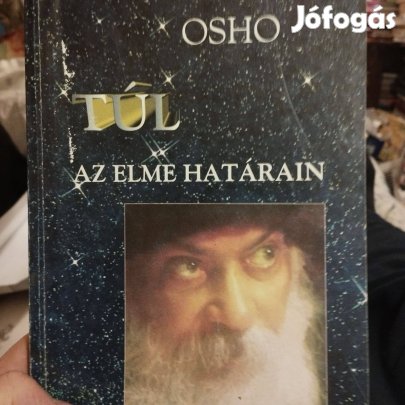 OSHO
Jófogás
TÚL
AZ ELME HATÁRAIN